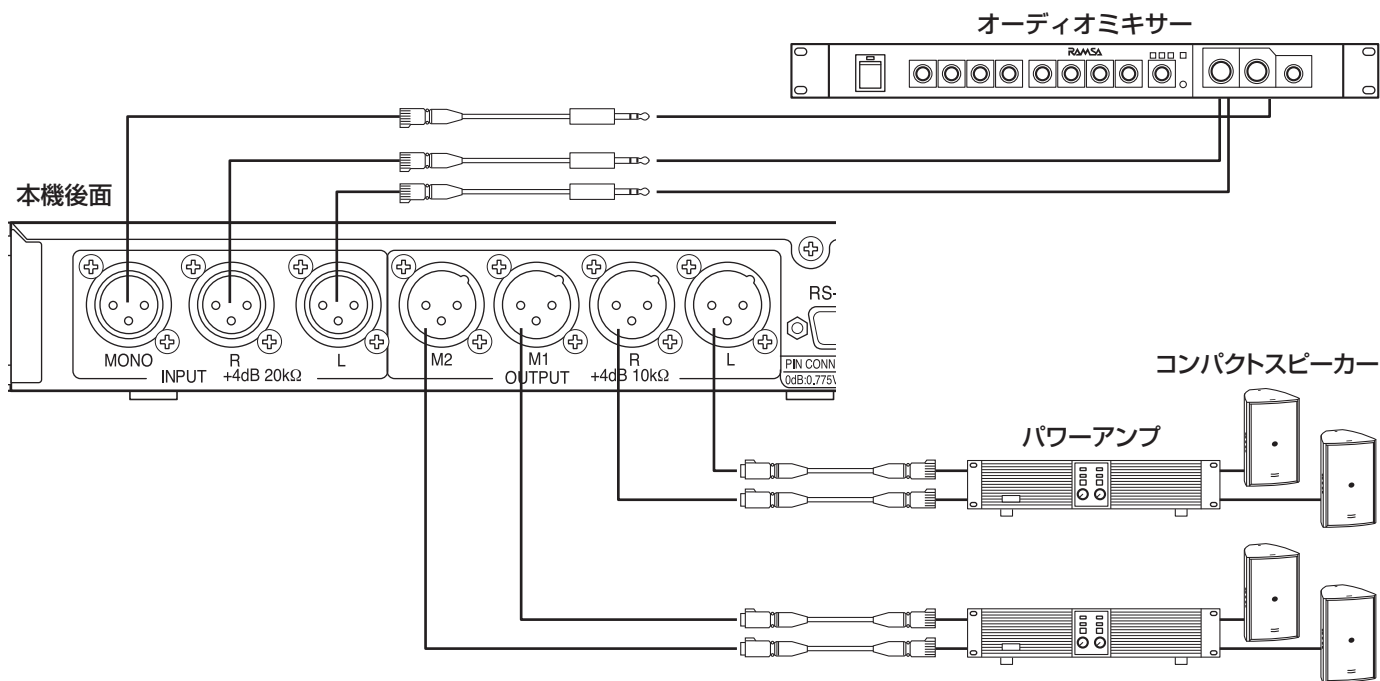 オーディオミキサー
RAMSA
本機後面
MONO
R
L
INPUT +4dB 20kΩ
M2
M1
R
L
OUTPUT +4dB 10kΩ
RS-
PIN CONN
0dB:0.775V
コンパクトスピーカー
パワーアンプ